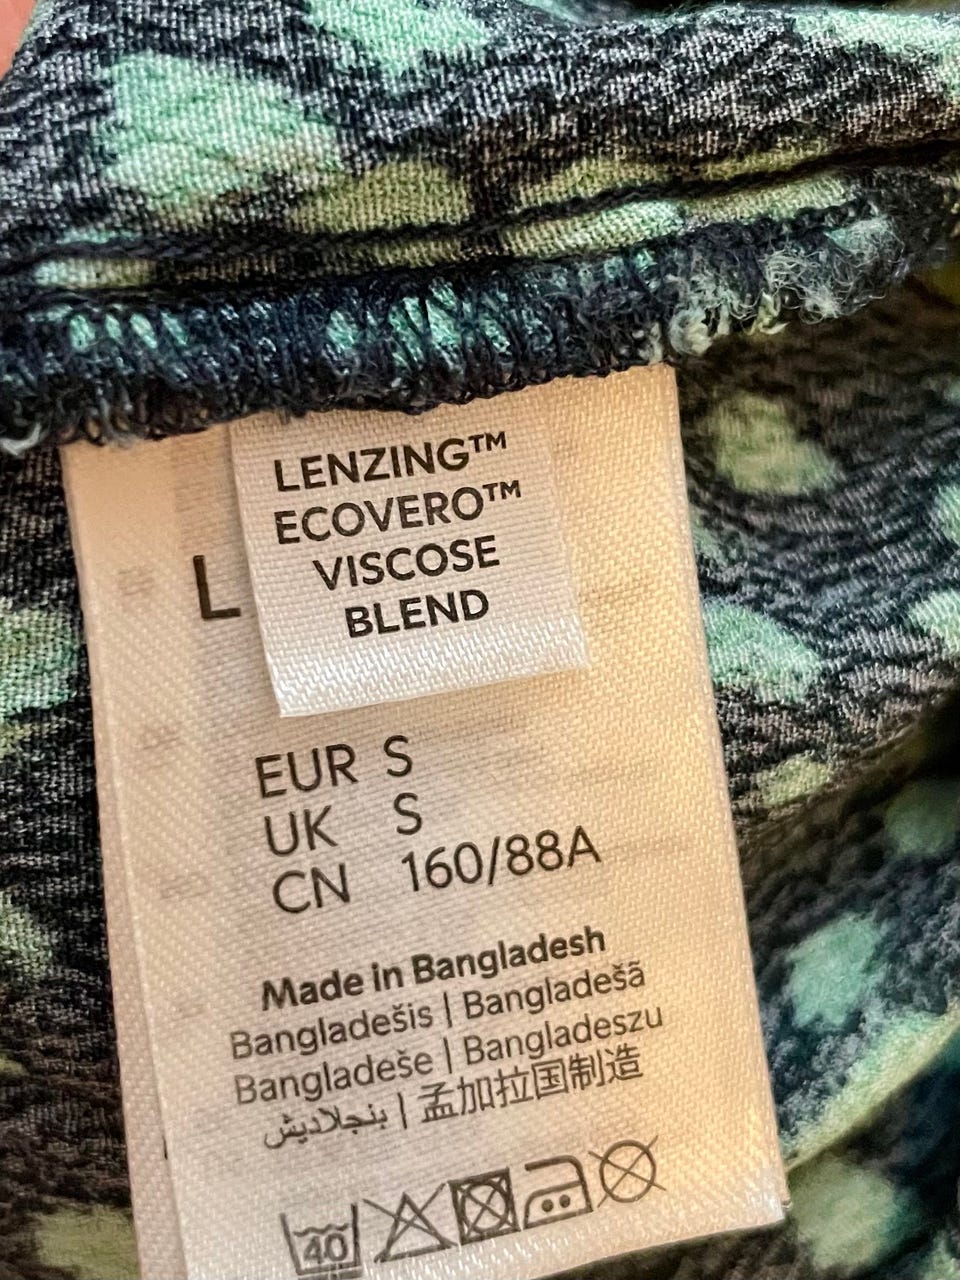 LENZING™
ECOVERO™
VISCOSE
BLEND
L
EUR S
UK S
CN 160/88A
Made in Bangladesh
Bangladešis | Bangladešā
Bangladeše | Bangladeszu
بنجلاديش | 孟加拉国制造
40